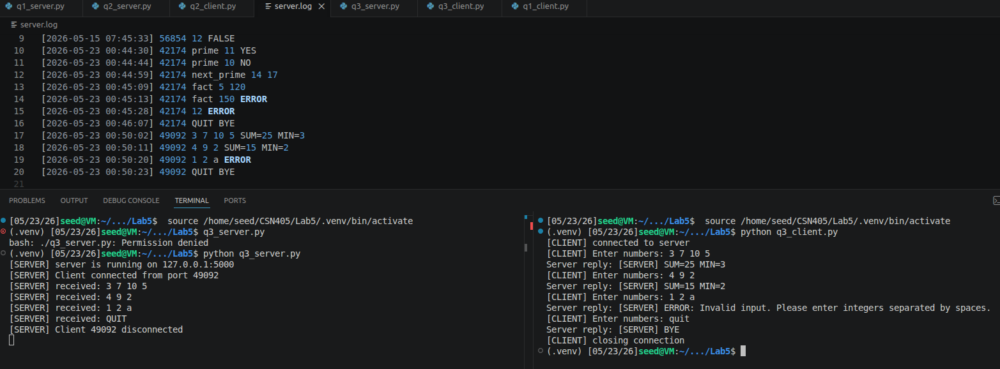 q1_server.py q2_server.py q2_client.py server.log q3_server.py q3_client.py q1_client.py
server.log
9 [2026-05-15 07:45:33] 56854 12 FALSE
10 [2026-05-23 00:44:30] 42174 prime 11 YES
11 [2026-05-23 00:44:44] 42174 prime 10 NO
12 [2026-05-23 00:44:59] 42174 next_prime 14 17
13 [2026-05-23 00:45:09] 42174 fact 5 120
14 [2026-05-23 00:45:13] 42174 fact 150 ERROR
15 [2026-05-23 00:45:28] 42174 12 ERROR
16 [2026-05-23 00:46:07] 42174 QUIT BYE
17 [2026-05-23 00:50:02] 49092 3 7 10 5 SUM=25 MIN=3
18 [2026-05-23 00:50:11] 49092 4 9 2 SUM=15 MIN=2
19 [2026-05-23 00:50:20] 49092 1 2 a ERROR
20 [2026-05-23 00:50:23] 49092 QUIT BYE
21
PROBLEMS OUTPUT DEBUG CONSOLE TERMINAL PORTS
[05/23/26]seed@VM:~/.../Lab5$  source /home/seed/CSN405/Lab5/.venv/bin/activate
(.venv) [05/23/26]seed@VM:~/.../Lab5$ q3_server.py
bash: ./q3_server.py: Permission denied
(.venv) [05/23/26]seed@VM:~/.../Lab5$ python q3_server.py
[SERVER] server is running on 127.0.0.1:5000
[SERVER] Client connected from port 49092
[SERVER] received: 3 7 10 5
[SERVER] received: 4 9 2
[SERVER] received: 1 2 a
[SERVER] received: QUIT
[SERVER] Client 49092 disconnected
[05/23/26]seed@VM:~/.../Lab5$  source /home/seed/CSN405/Lab5/.venv/bin/activate
(.venv) [05/23/26]seed@VM:~/.../Lab5$ python q3_client.py
[CLIENT] connected to server
[CLIENT] Enter numbers: 3 7 10 5
Server reply: [SERVER] SUM=25 MIN=3
[CLIENT] Enter numbers: 4 9 2
Server reply: [SERVER] SUM=15 MIN=2
[CLIENT] Enter numbers: 1 2 a
Server reply: [SERVER] ERROR: Invalid input. Please enter integers separated by spaces.
[CLIENT] Enter numbers: quit
Server reply: [SERVER] BYE
[CLIENT] closing connection
(.venv) [05/23/26]seed@VM:~/.../Lab5$